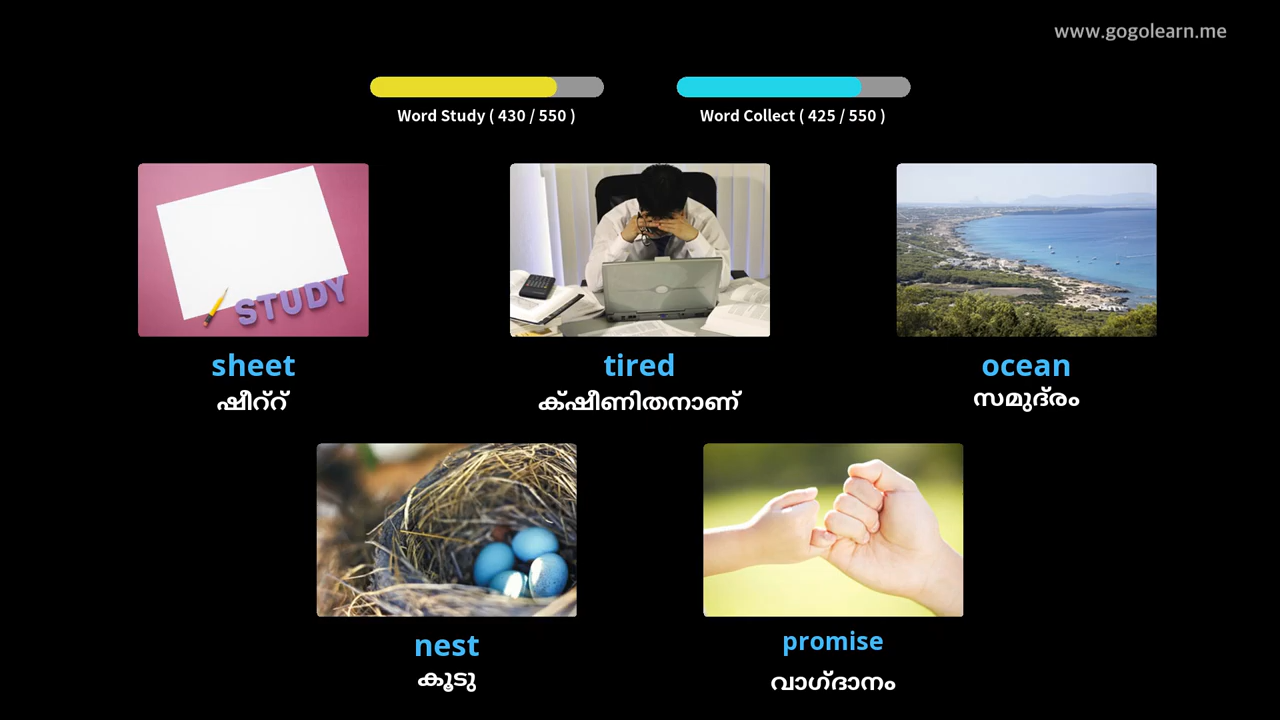 www.gogolearn.me
Word Study ( 430 / 550 )
Word Collect ( 425 / 550 )
STUDY
sheet
tired
ocean
ഷീറ്റ്
ക്ഷീണിതനാണ്
സമുദ്രം
nest
promise
കൂടു
വാഗ്ദാനം